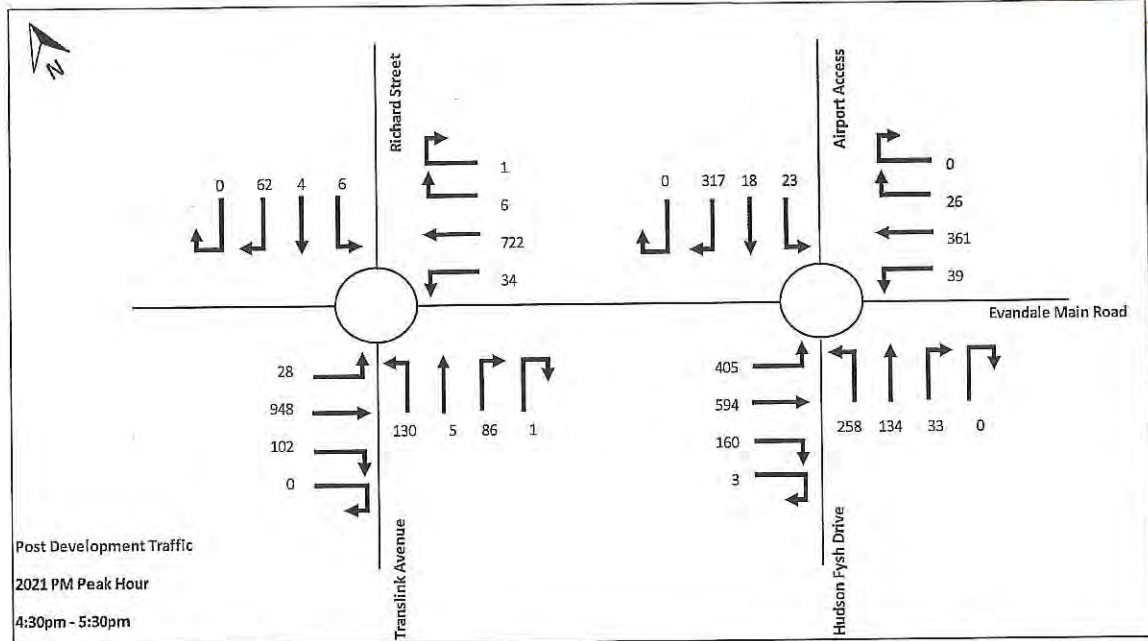 N
Richard Street
Airport Access
0 62 4 6
1
6
722
34
0 317 18 23
0
26
361
39
Evandale Main Road
28
948
102
0
130 5 86 1
405
594
160
3
258 134 33 0
Translink Avenue
Hudson Fysh Drive
Post Development Traffic
2021 PM Peak Hour
4:30pm - 5:30pm